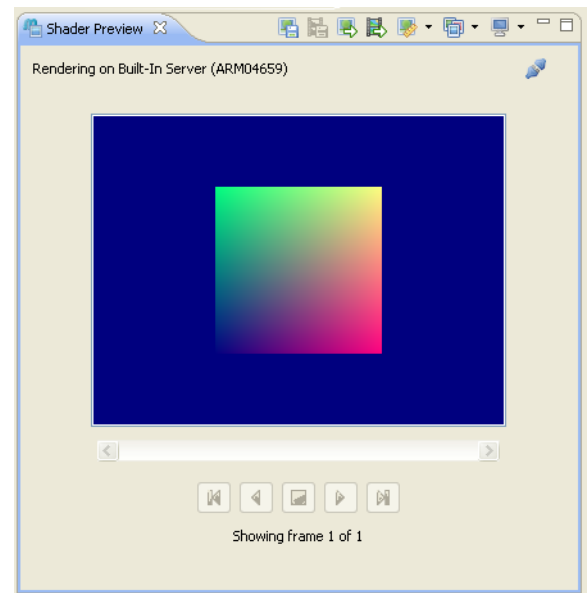 Shader Preview
Rendering on Built-In Server (ARM04659)
Showing frame 1 of 1